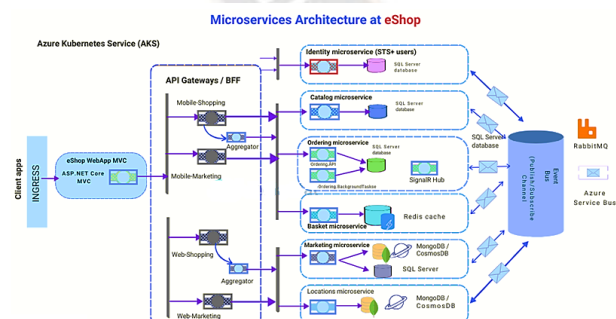 Microservices Architecture at eShop
Azure Kubernetes Service (AKS)
Client apps
INGRESS
eShop WebApp MVC
ASP.NET Core
MVC
API Gateways / BFF
Mobile-Shopping
Aggregator
Mobile-Marketing
Web-Shopping
Aggregator
Web-Marketing
Identity microservice (STS+ users)
SQL Server
database
Catalog microservice
SQL Server
database
Ordering microservice
SQL Server
database
Ordering.API
Ordering.BackgroundTasks
SignalR Hub
Basket microservice
Redis cache
Marketing microservice
MongoDB /
CosmosDB
SQL Server
Locations microservice
MongoDB /
CosmosDB
SQL Server
database
Event
Bus
(Publish/Subscribe
Channel
RabbitMQ
Azure
Service Bus